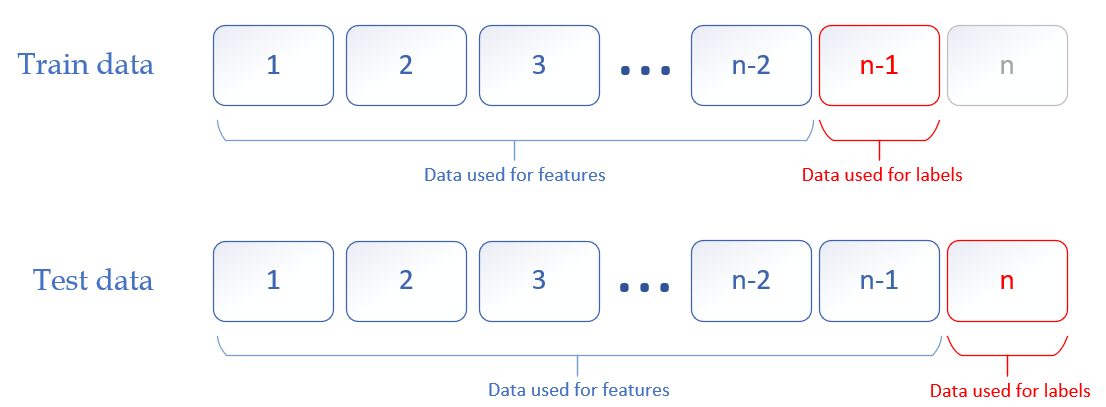 Train data 1 2 3 ... n-2 n-1 n
Data used for features Data used for labels
Test data 1 2 3 ... n-2 n-1 n
Data used for features Data used for labels